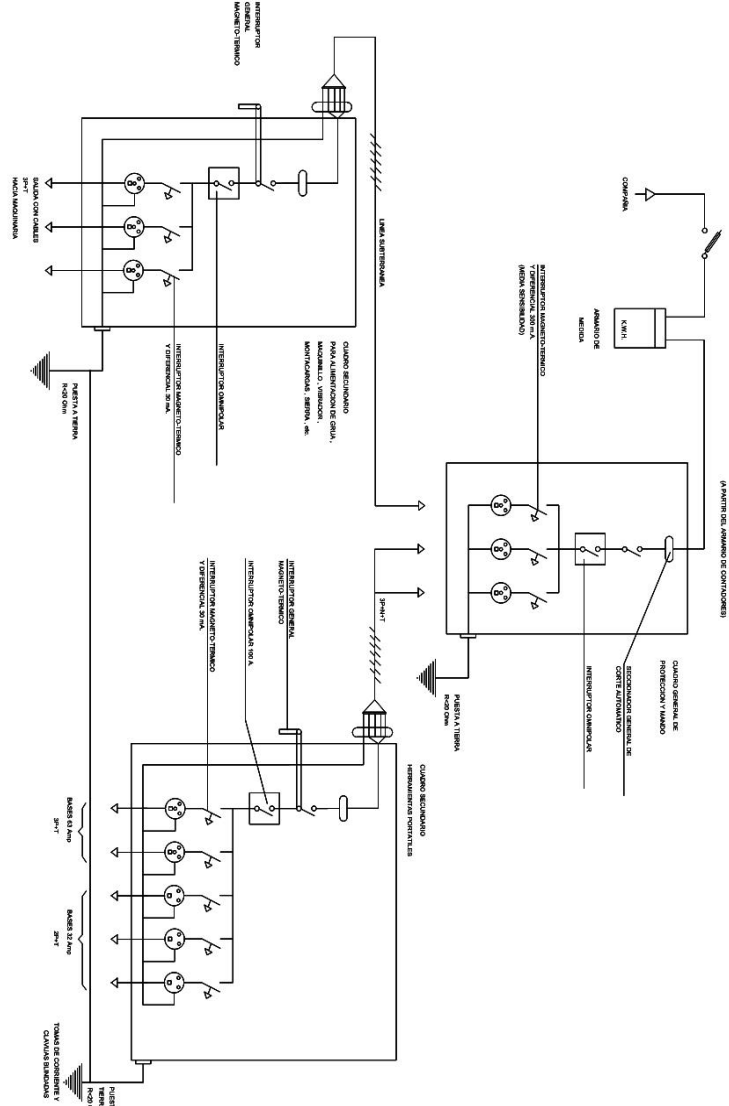 INTERRUPTOR
GENERAL
MAGNETO-TERMICO
SALIDA CON CABLES
3P+T
HACIA MAQUINARIA
LINEA SUBTERRANEA
CUADRO SECUNDARIO
PARA ALIMENTACION DE GRUA ,
MAQUINILLO , VIBRADOR ,
MONTACARGAS , SIERRA , etc.
INTERRUPTOR OMNIPOLAR
INTERRUPTOR MAGNETO-TERMICO
Y DIFERENCIAL 30 mA.
PUESTA A TIERRA
R<20 Ohm
COMPAÑIA
ARMARIO DE
MEDIDA
K.W.H.
INTERRUPTOR MAGNETO-TERMICO
Y DIFERENCIAL 300 m.A.
(MEDIA SENSIBILIDAD)
(A PARTIR DEL ARMARIO DE CONTADORES)
CUADRO GENERAL DE
PROTECCION Y MANDO
SECCIONADOR GENERAL DE
CORTE AUTOMATICO
INTERRUPTOR OMNIPOLAR
PUESTA A TIERRA
R<20 Ohm
3P+N+T
INTERRUPTOR GENERAL
MAGNETO-TERMICO
INTERRUPTOR OMNIPOLAR 100 A.
INTERRUPTOR MAGNETO-TERMICO
Y DIFERENCIAL 30 mA.
CUADRO SECUNDARIO
HERRAMIENTAS PORTATILES
BASES 63 Amp
3P+T
BASES 32 Amp
2P+T
TOMAS DE CORRIENTE Y
CLAVIJAS BLINDADAS
R<20